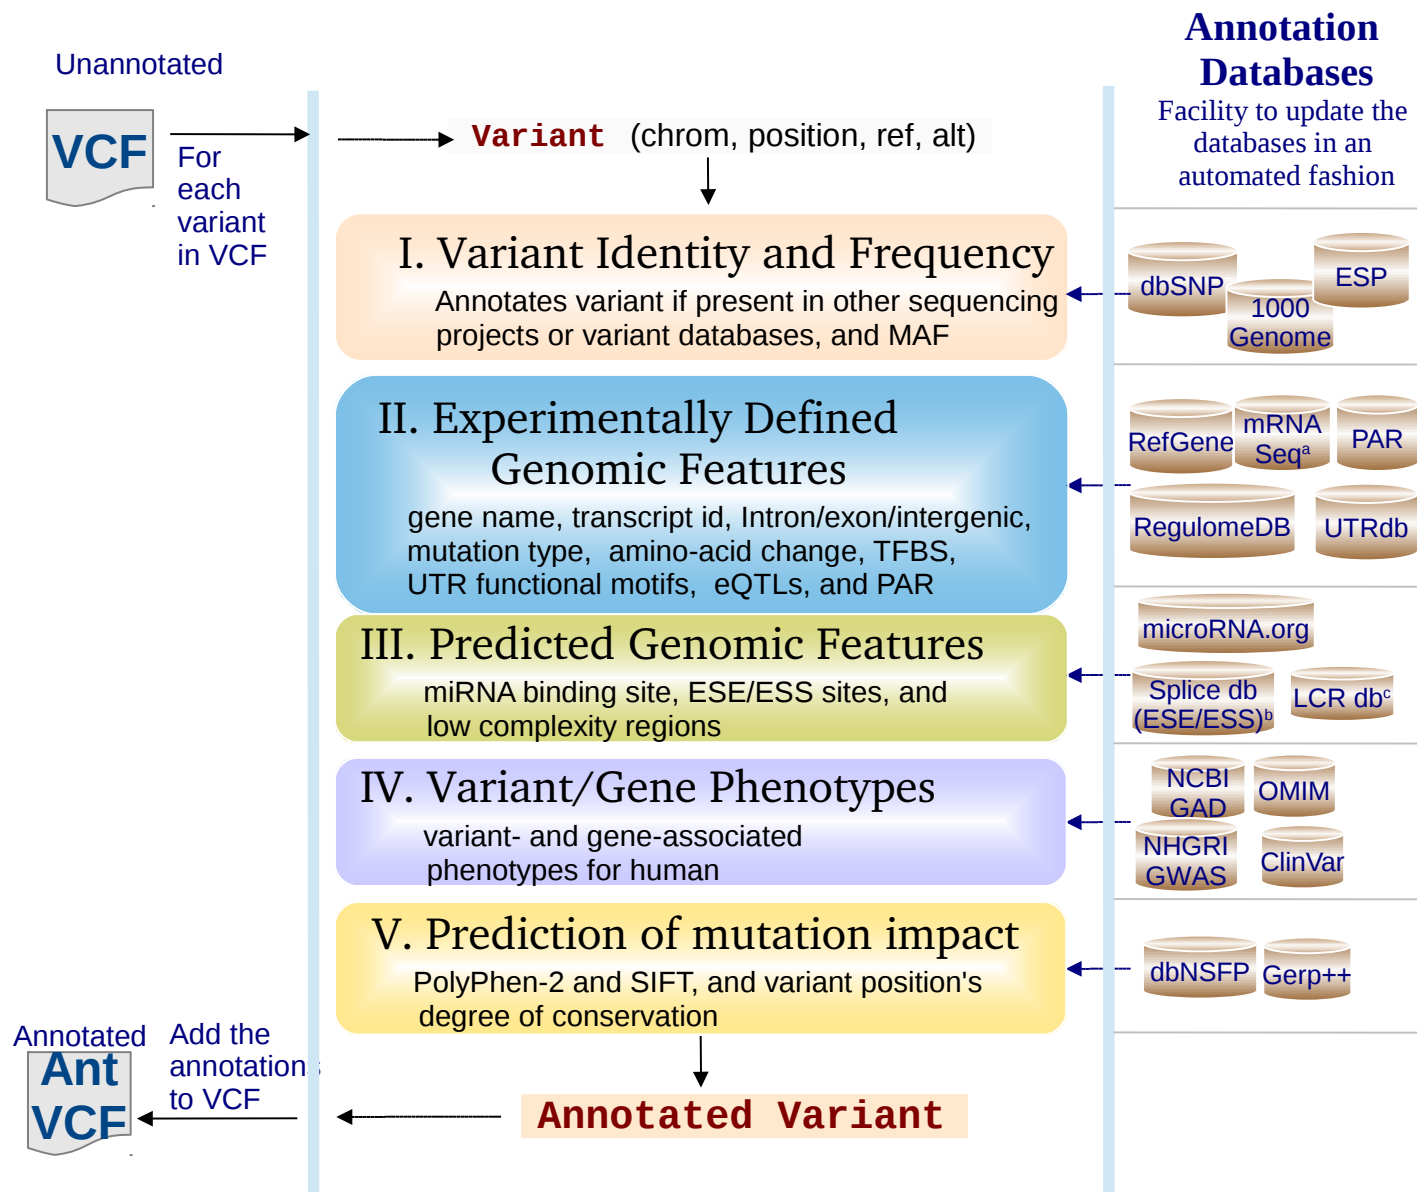 Unannotated
VCF
For
each
variant
in VCF
Variant (chrom, position, ref, alt)
Annotation
Databases
Facility to update the
databases in an
automated fashion
I. Variant Identity and Frequency
Annotates variant if present in other sequencing
projects or variant databases, and MAF
dbSNP
1000
Genome
ESP
II. Experimentally Defined
Genomic Features
gene name, transcript id, Intron/exon/intergenic,
mutation type, amino-acid change, TFBS,
UTR functional motifs, eQTLs, and PAR
RefGene
mRNA
Seqᵃ
PAR
RegulomeDB
UTRdb
III. Predicted Genomic Features
miRNA binding site, ESE/ESS sites, and
low complexity regions
microRNA.org
Splice db
(ESE/ESS)ᵇ
LCR dbᶜ
IV. Variant/Gene Phenotypes
variant- and gene-associated
phenotypes for human
NCBI
GAD
OMIM
NHGRI
GWAS
ClinVar
V. Prediction of mutation impact
PolyPhen-2 and SIFT, and variant position's
degree of conservation
dbNSFP
Gerp++
Annotated Variant
Add the
annotations
to VCF
Annotated
Ant
VCF